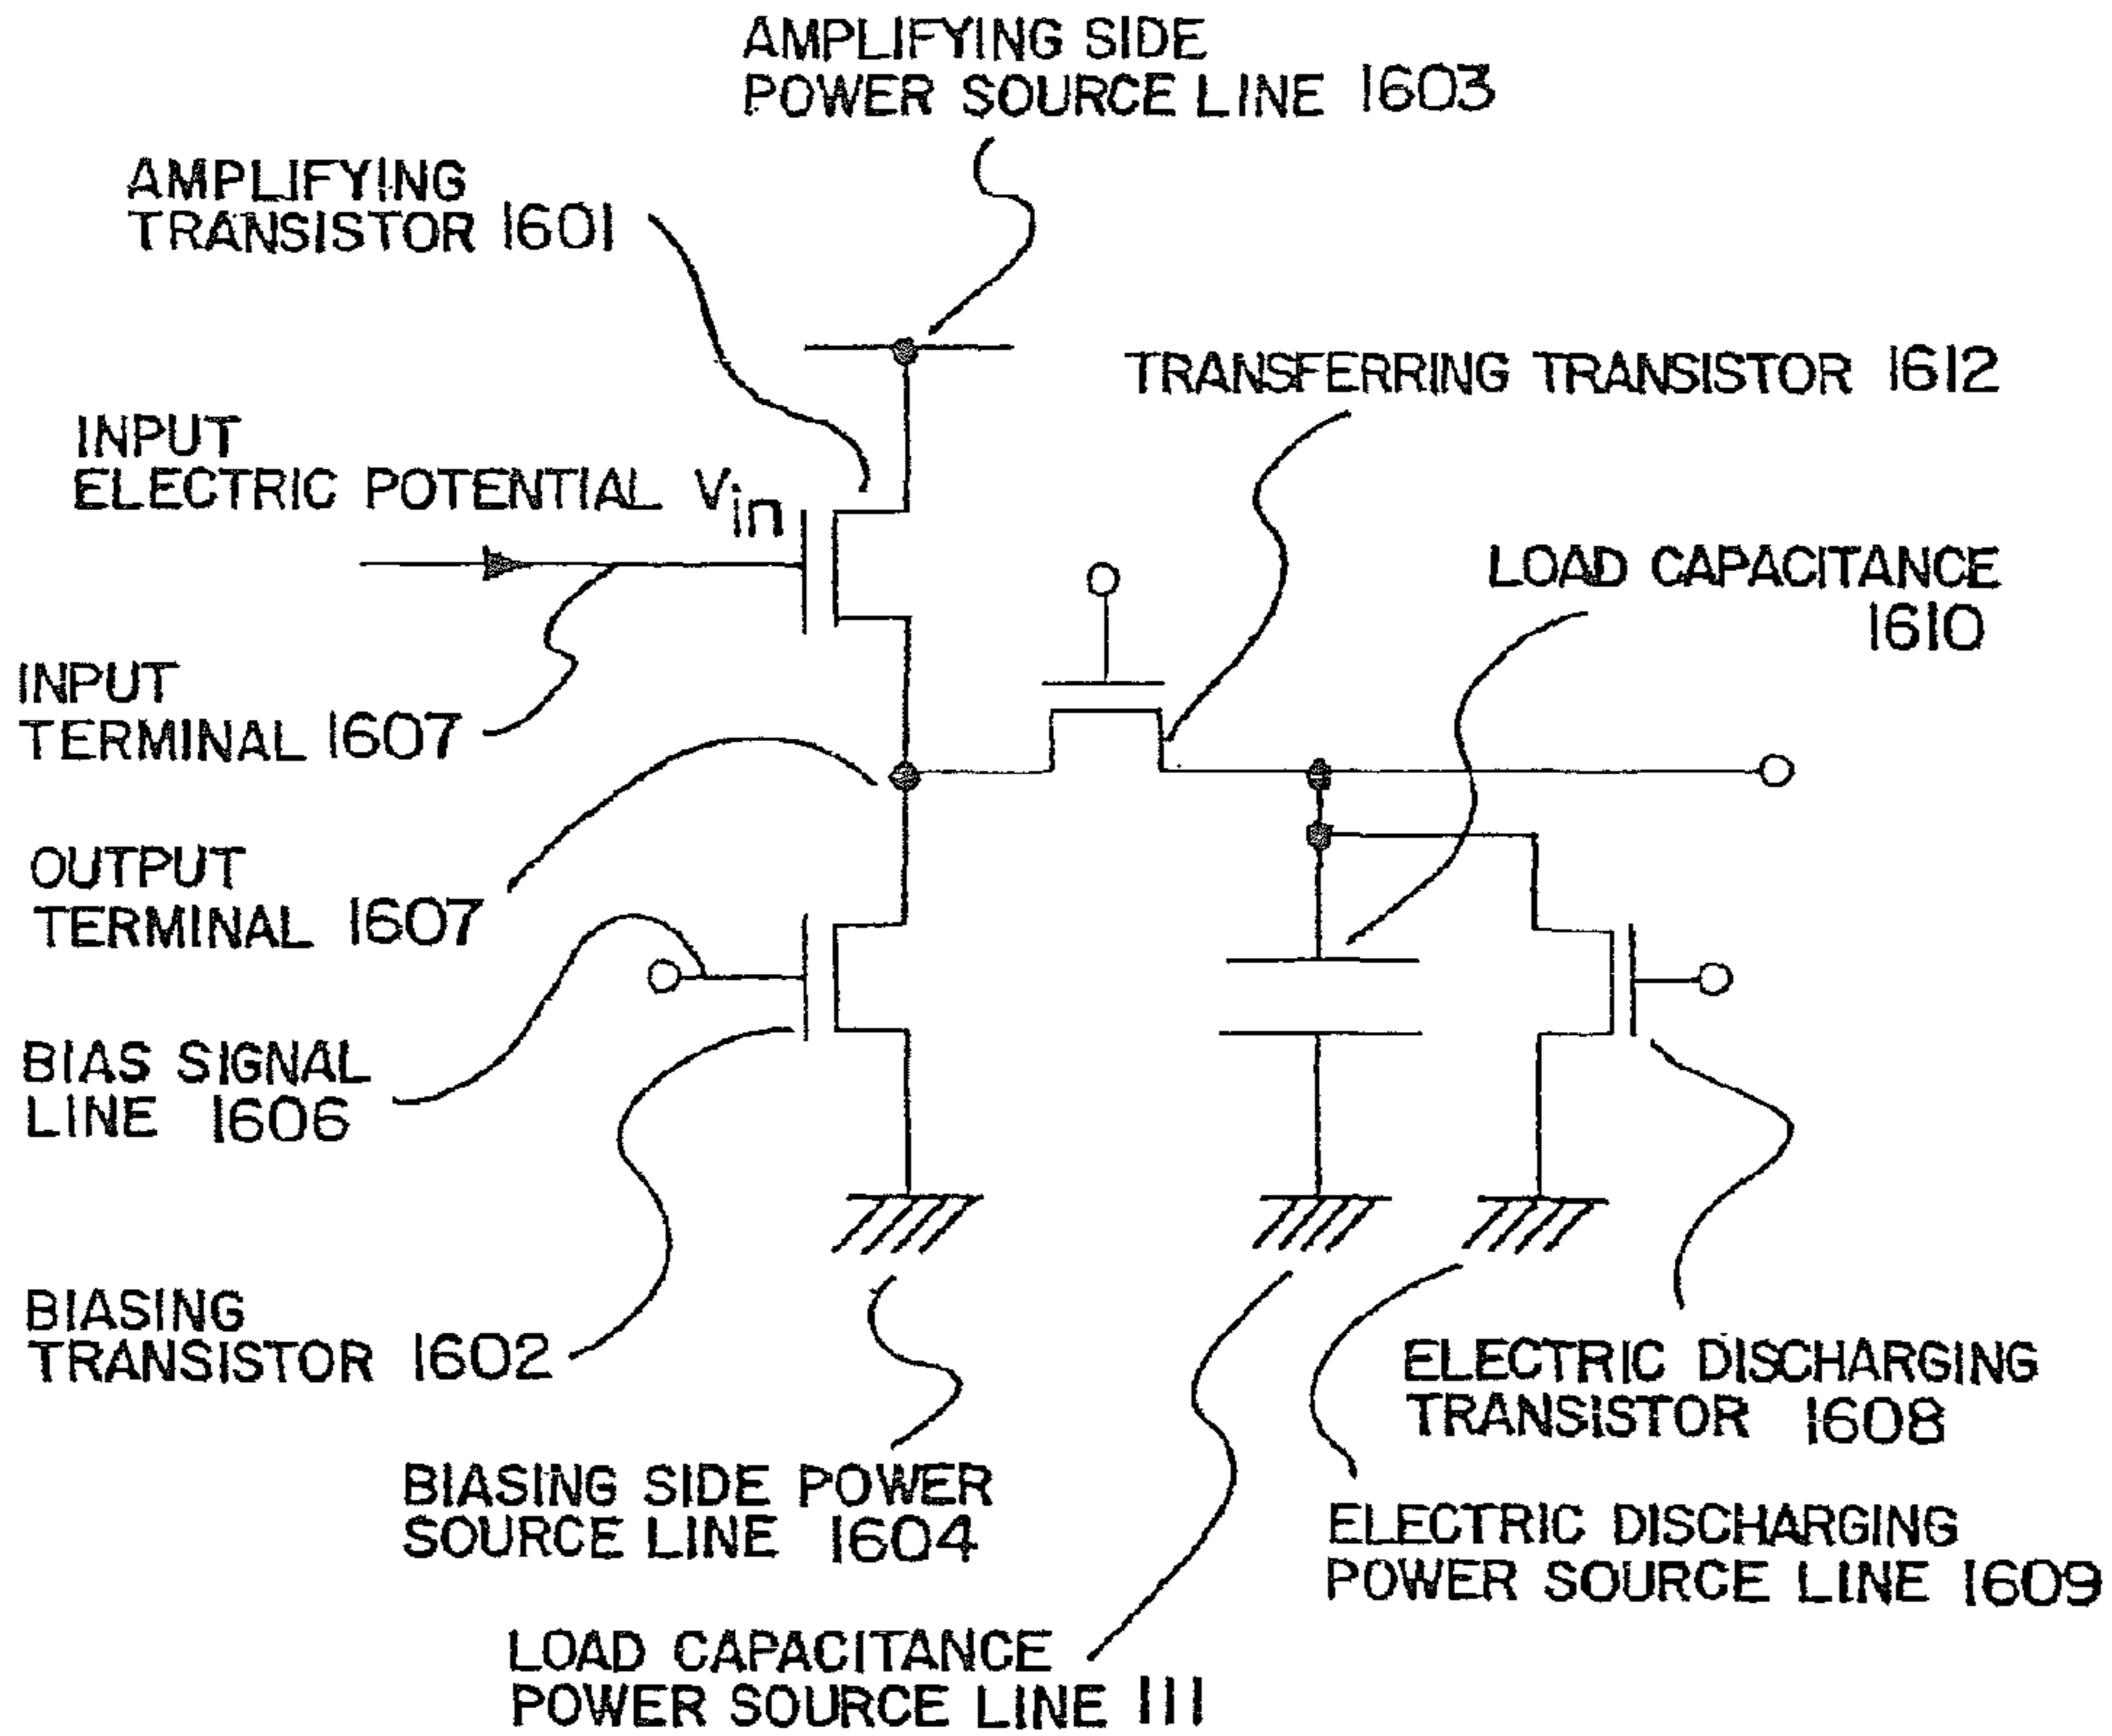 AMPLIFYING SIDE
POWER SOURCE LINE 1603
AMPLIFYING
TRANSISTOR 1601
TRANSFERRING TRANSISTOR 1612
INPUT
ELECTRIC POTENTIAL Vin
LOAD CAPACITANCE
1610
INPUT
TERMINAL 1607
OUTPUT
TERMINAL 1607
BIAS SIGNAL
LINE 1606
BIASING
TRANSISTOR 1602
ELECTRIC DISCHARGING
TRANSISTOR 1608
BIASING SIDE POWER
SOURCE LINE 1604
ELECTRIC DISCHARGING
POWER SOURCE LINE 1609
LOAD CAPACITANCE
POWER SOURCE LINE 111